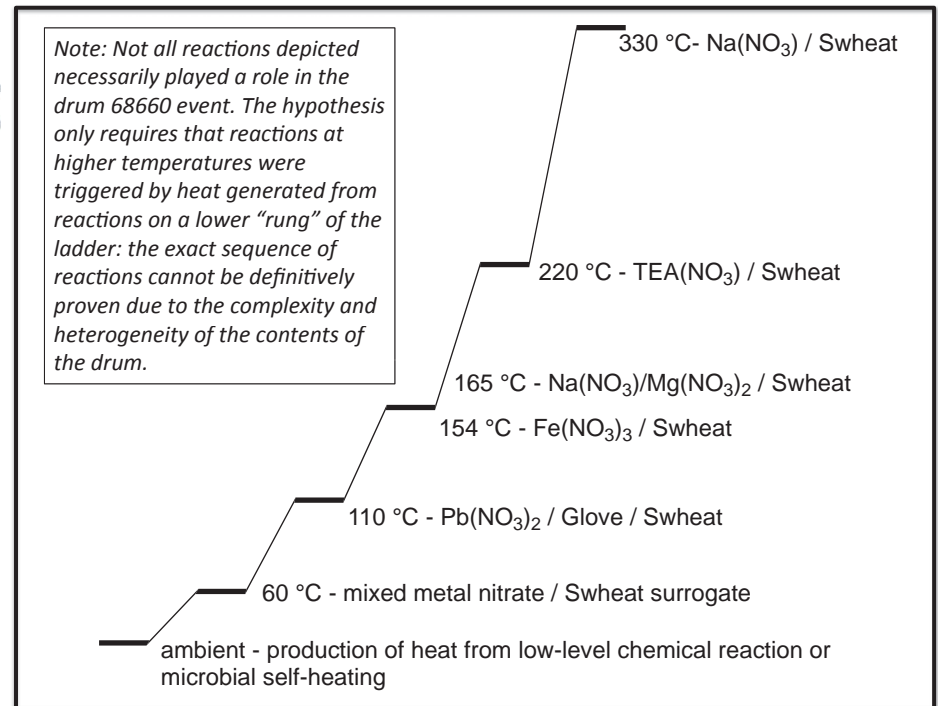 Note: Not all reactions depicted
necessarily played a role in the
drum 68660 event. The hypothesis
only requires that reactions at
higher temperatures were
triggered by heat generated from
reactions on a lower “rung” of the
ladder: the exact sequence of
reactions cannot be definitively
proven due to the complexity and
heterogeneity of the contents of
the drum.
330 °C- Na(NO₃) / Swheat
220 °C - TEA(NO₃) / Swheat
165 °C - Na(NO₃)/Mg(NO₃)₂ / Swheat
154 °C - Fe(NO₃)₃ / Swheat
110 °C - Pb(NO₃)₂ / Glove / Swheat
60 °C - mixed metal nitrate / Swheat surrogate
ambient - production of heat from low-level chemical reaction or
microbial self-heating